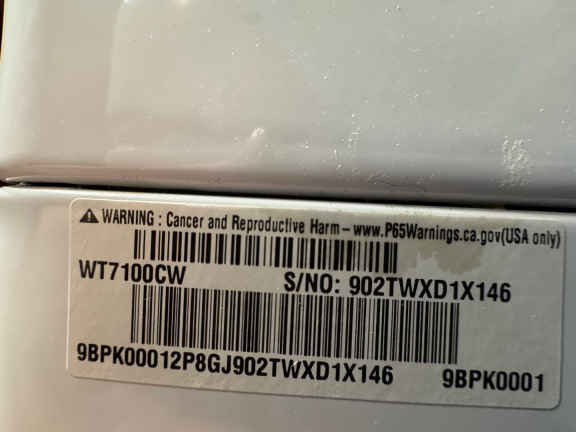 ⚠ WARNING : Cancer and Reproductive Harm – www.P65Warnings.ca.gov(USA only)
WT7100CW S/NO: 902TWXD1X146
9BPK00012P8GJ902TWXD1X146 9BPK0001